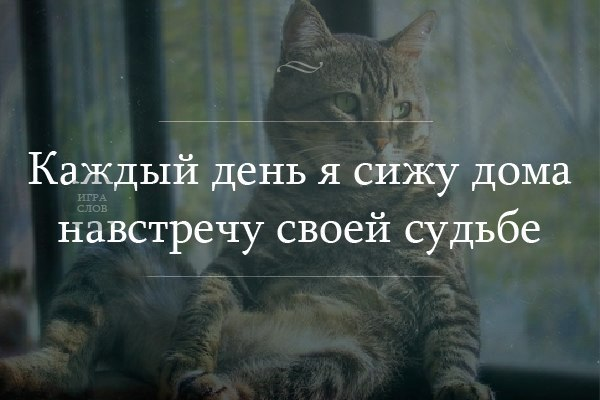 Каждый день я сижу дома
ИГРА
СЛОВ
навстречу своей судьбе